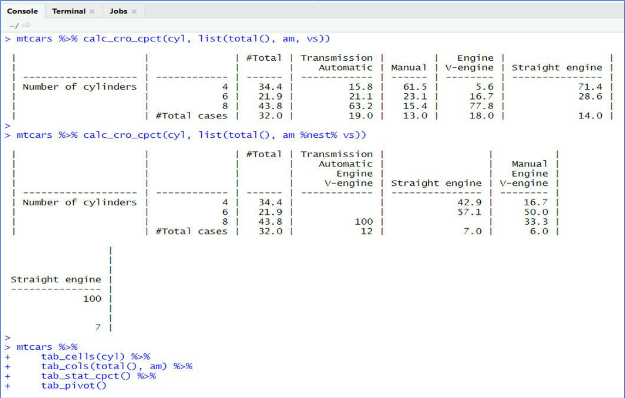 Console Terminal × Jobs ×
~/
> mtcars %>% calc_cro_cpct(cyl, list(total(), am, vs))
| | | #Total | Transmission | | Engine | |
| | | | Automatic | Manual | V-engine | Straight engine |
| -------------------- | ------------ | ------ | ------------ | ------ | -------- | --------------- |
| Number of cylinders | 4 | 34.4 | 15.8 | 61.5 | 5.6 | 71.4 |
| | 6 | 21.9 | 21.1 | 23.1 | 16.7 | 28.6 |
| | 8 | 43.8 | 63.2 | 15.4 | 77.8 | |
| | #Total cases | 32.0 | 19.0 | 13.0 | 18.0 | 14.0 |
>
> mtcars %>% calc_cro_cpct(cyl, list(total(), am %nest% vs))
| | | #Total | Transmission | | |
| | | | Automatic | | Manual |
| | | | Engine | | Engine |
| | | | V-engine | Straight engine | V-engine |
| -------------------- | ------------ | ------ | ------------ | --------------- | -------- |
| Number of cylinders | 4 | 34.4 | | 42.9 | 16.7 |
| | 6 | 21.9 | | 57.1 | 50.0 |
| | 8 | 43.8 | 100 | | 33.3 |
| | #Total cases | 32.0 | 12 | 7.0 | 6.0 |
|
|
|
Straight engine |
--------------- |
100 |
|
|
7 |
>
> mtcars %>%
+ tab_cells(cyl) %>%
+ tab_cols(total(), am) %>%
+ tab_stat_cpct() %>%
+ tab_pivot()